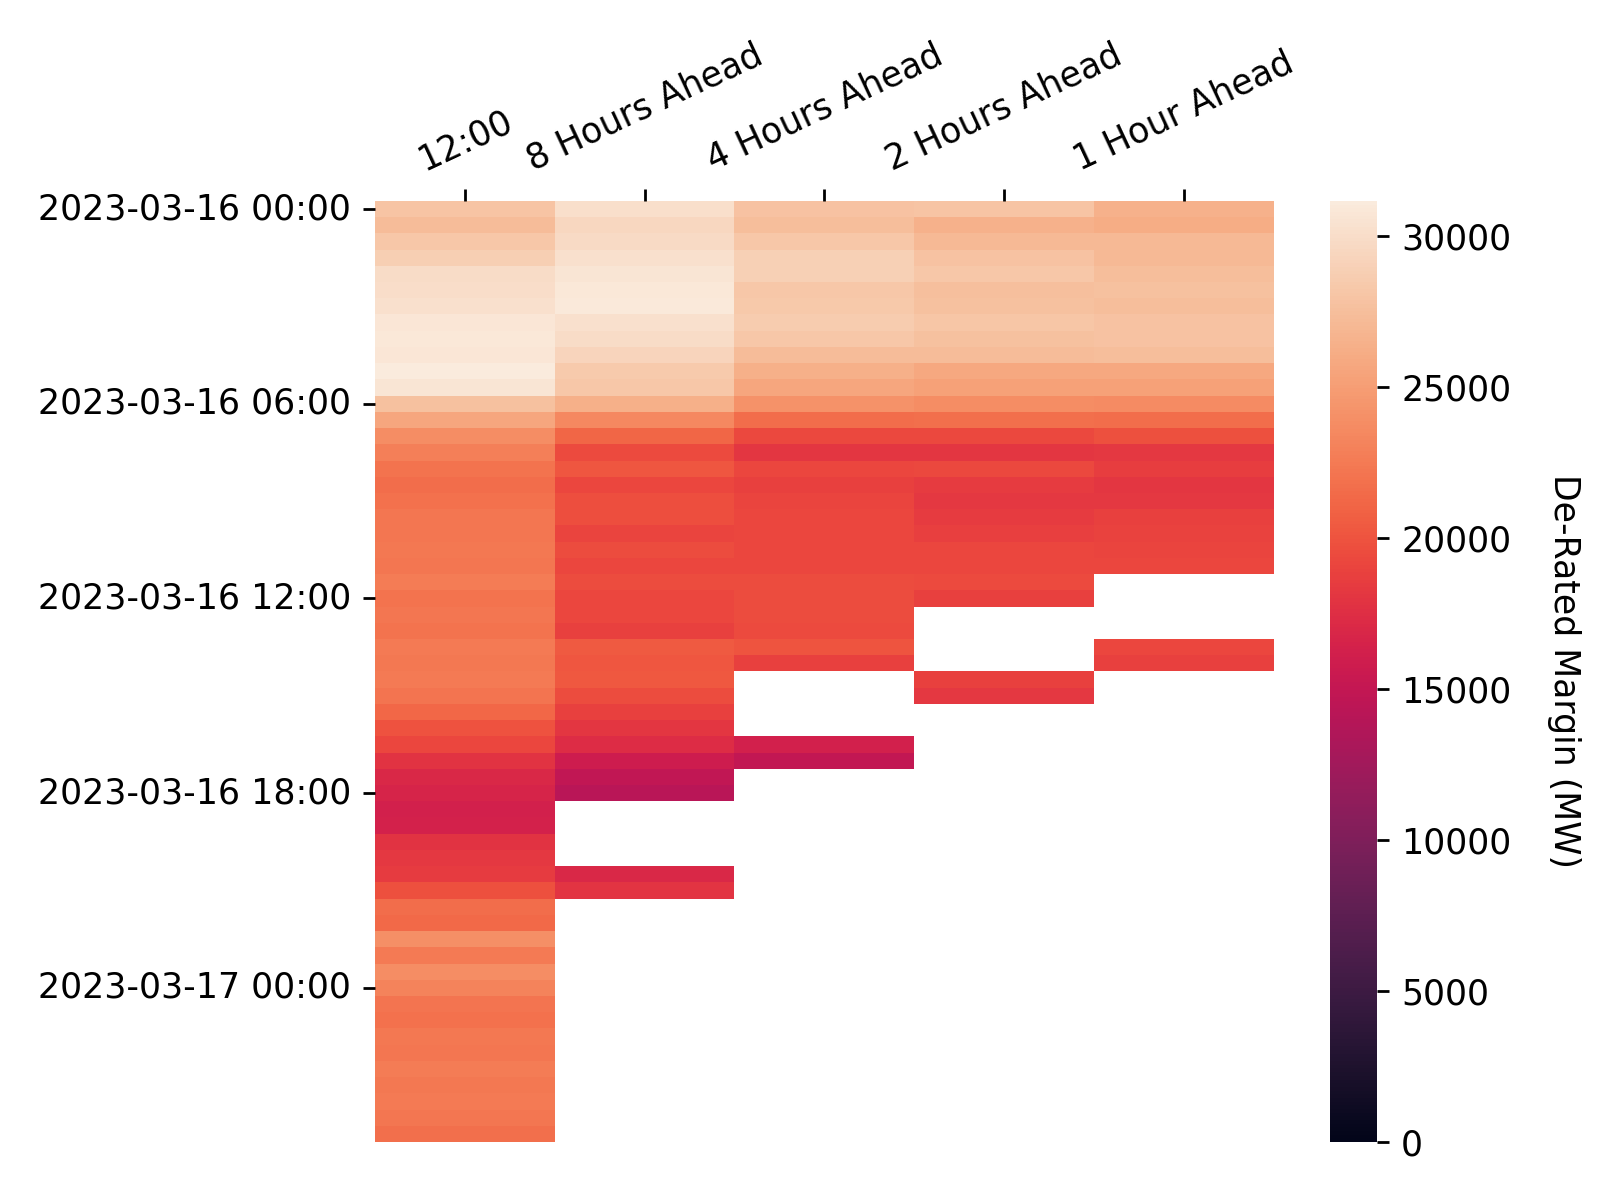 12:00
8 Hours Ahead
4 Hours Ahead
2 Hours Ahead
1 Hour Ahead
2023-03-16 00:00
2023-03-16 06:00
2023-03-16 12:00
2023-03-16 18:00
2023-03-17 00:00
30000
25000
20000
15000
10000
5000
0
De-Rated Margin (MW)